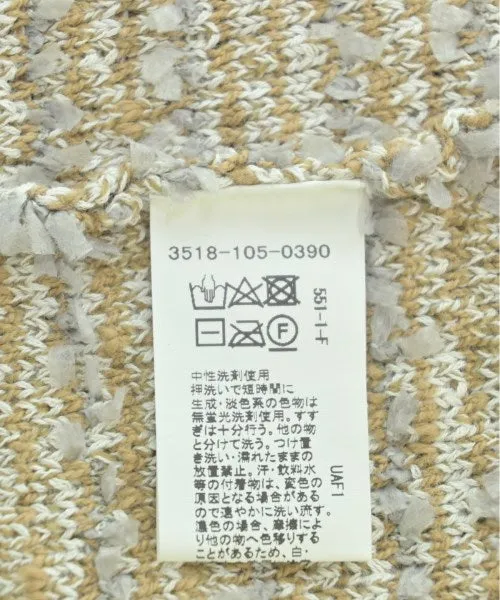 3518-105-0390
551-I-F
F
中性洗剤使用
押洗いで短時間に
生成・淡色系の色物は
無蛍光洗剤使用。すす
ぎは十分行う。他の物
と分けて洗う。つけ置
き洗い・濡れたままの
放置禁止。汗・飲料水
等の付着物は、変色の
原因となる場合がある
ので速やかに洗い流す。
濃色の場合、摩擦によ
り他の物へ色移りする
ことがあるため、白・
UAF1